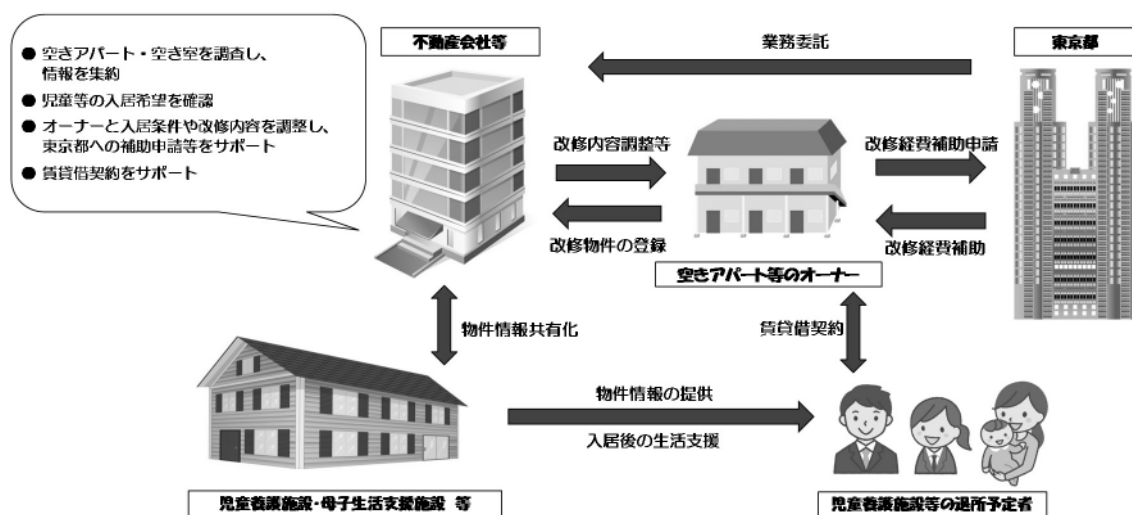 ● 空きアパート・空き室を調査し、
情報を集約
● 児童等の入居希望を確認
● オーナーと入居条件や改修内容を調整し、
東京都への補助申請等をサポート
● 賃貸借契約をサポート
不動産会社等
業務委託
東京都
改修内容調整等
改修経費補助申請
改修物件の登録
改修経費補助
空きアパート等のオーナー
物件情報共有化
賃貸借契約
物件情報の提供
入居後の生活支援
児童養護施設・母子生活支援施設 等
児童養護施設等の退所予定者